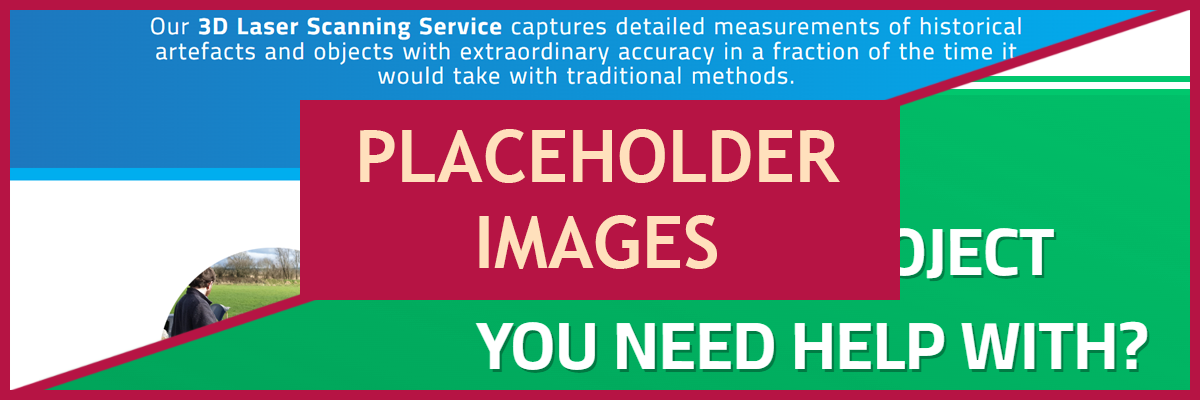 Our 3D Laser Scanning Service captures detailed measurements of historical
artefacts and objects with extraordinary accuracy in a fraction of the time it
would take with traditional methods.
PLACEHOLDER
IMAGES
OJECT
YOU NEED HELP WITH?